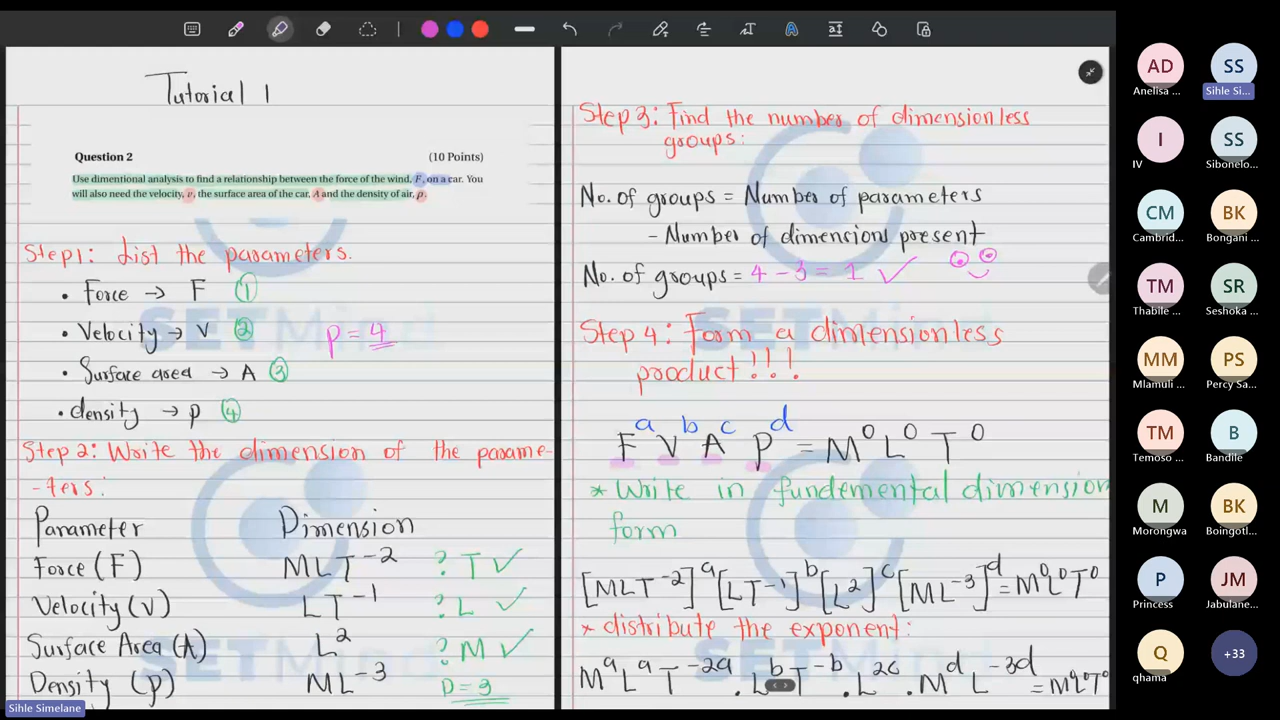 Tutorial 1
Question 2 (10 Points)
Use dimentional analysis to find a relationship between the force of the wind, F, on a car. You
will also need the velocity, v, the surface area of the car, A and the density of air, ρ.
Step1: List the parameters.
• Force → F ①
• Velocity → V ②
p = 4
• Surface area → A ③
• density → ρ ④
Step 2: Write the dimension of the parame-
-ters:
Parameter Dimension
Force (F) MLT⁻² ? T ✓
Velocity (V) LT⁻¹ ? L ✓
Surface Area (A) L² ? M ✓
Density (ρ) ML⁻³ D = 3
Sihle Simelane
Step 3: Find the number of dimensionless
groups:
No. of groups = Number of parameters
- Number of dimensions present
No. of groups = 4 - 3 = 1 ✓
Step 4: Form a dimensionless
product!!!
Fᵃ Vᵇ Aᶜ ρᵈ = M⁰ L⁰ T⁰
* Write in fundemental dimension
form
[MLT⁻²]ᵃ [LT⁻¹]ᵇ [L²]ᶜ [ML⁻³]ᵈ = M⁰L⁰T⁰
* distribute the exponent:
MᵃLᵃT⁻²ᵃ . LᵇT⁻ᵇ . L²ᶜ . MᵈL⁻³ᵈ = M⁰L⁰T⁰
SETMind
SETMind
SETMind
SETMind
AD SS
Anelisa ... Sihle Si...
I SS
IV Sibonelo...
CM BK
Cambrid... Bongani ...
TM SR
Thabile ... Seshoka ...
MM PS
Mlamuli ... Percy Sa...
TM B
Temoso ... Bandile
M BK
Morongwa Boingotl...
P JM
Princess Jabulane...
Q +33
qhama